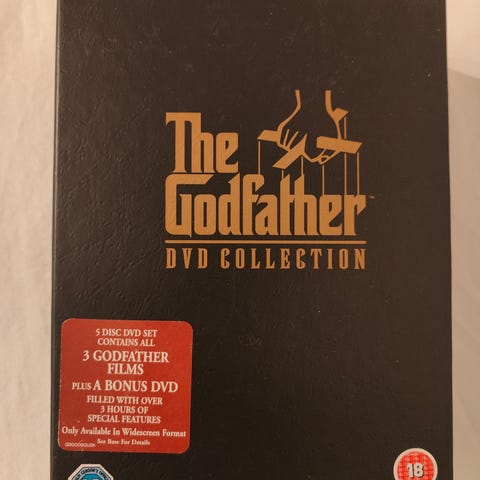 The
Godfather™
DVD COLLECTION
5 DISC DVD SET
CONTAINS ALL
3 GODFATHER
FILMS
PLUS A BONUS DVD
FILLED WITH OVER
3 HOURS OF
SPECIAL FEATURES
Only Available In Widescreen Format
See Base For Details
18